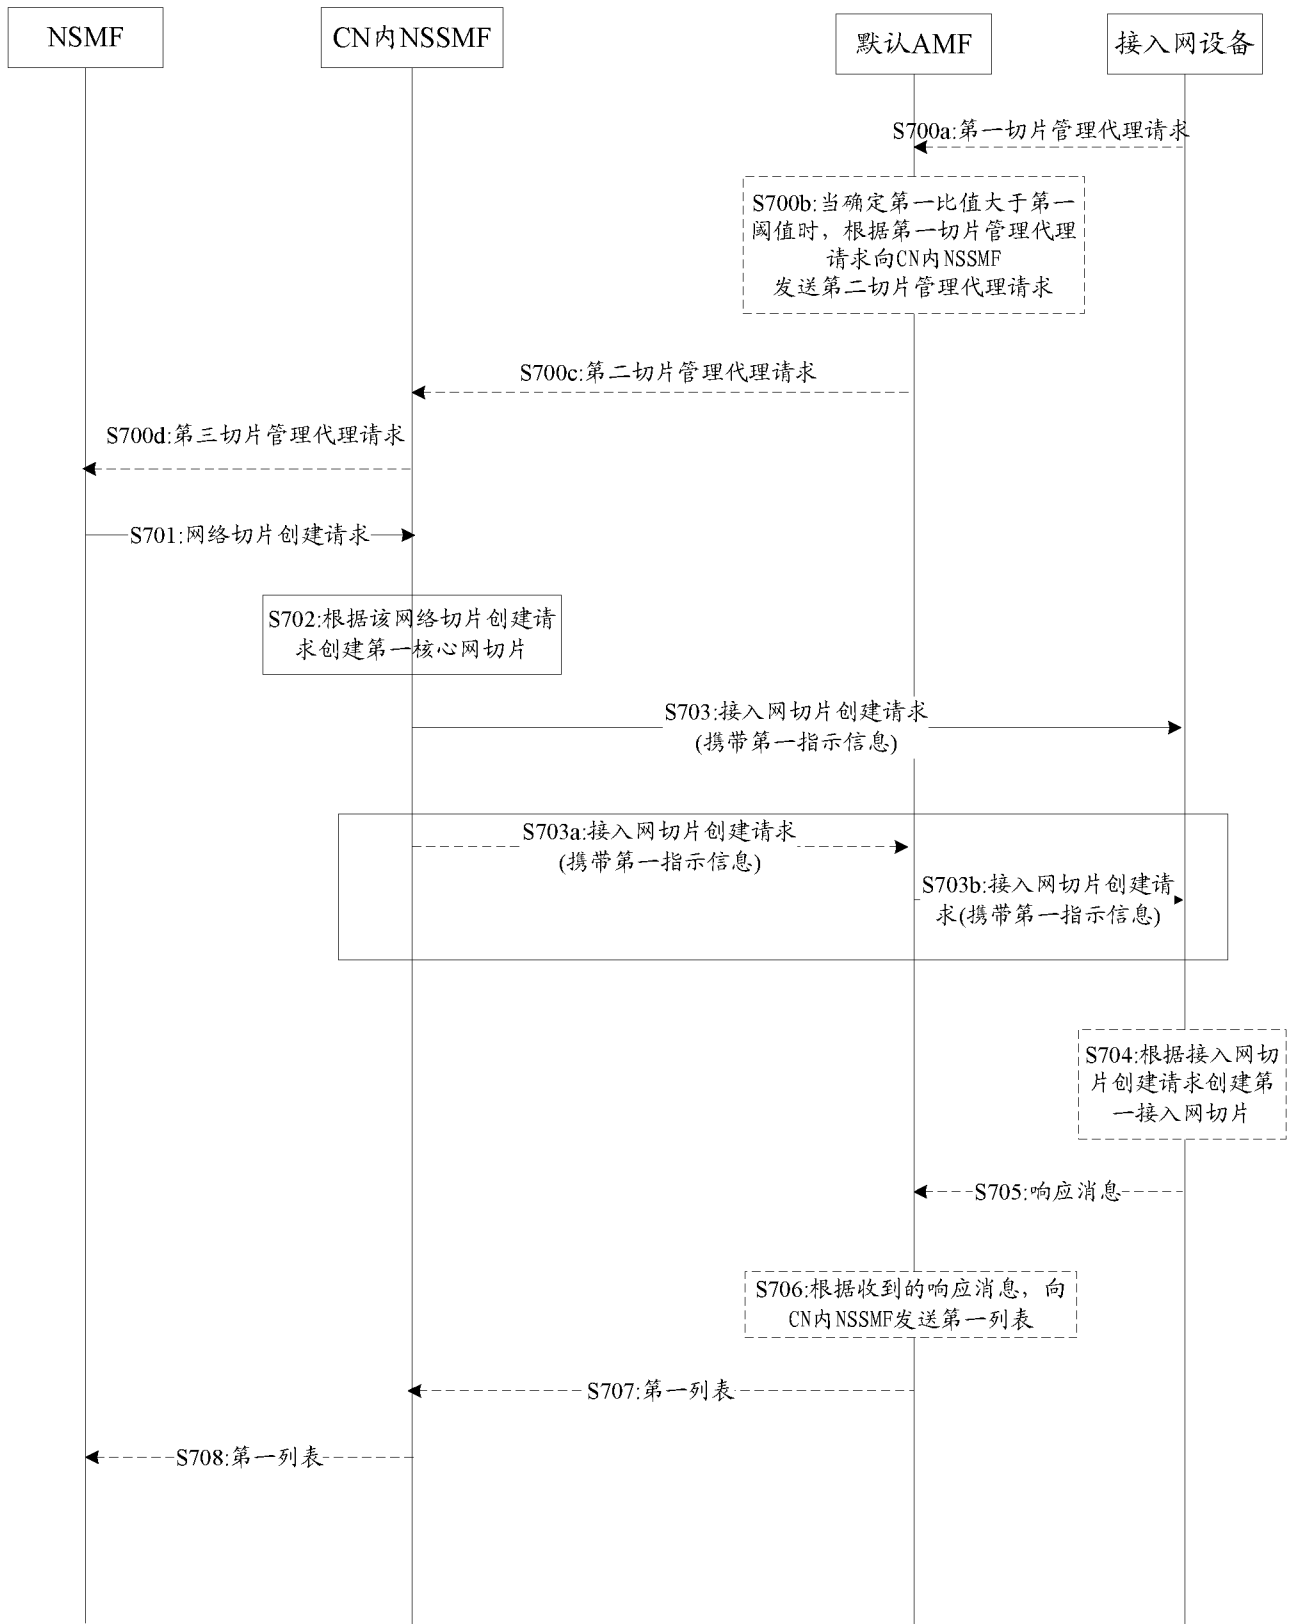 NSMF
CN内NSSMF
默认AMF
接入网设备
S700a:第一切片管理代理请求
S700b:当确定第一比值大于第一
阈值时，根据第一切片管理代理
请求向CN内NSSMF
发送第二切片管理代理请求
S700c:第二切片管理代理请求
S700d:第三切片管理代理请求
S701:网络切片创建请求
S702:根据该网络切片创建请
求创建第一核心网切片
S703:接入网切片创建请求
(携带第一指示信息)
S703a:接入网切片创建请求
(携带第一指示信息)
S703b:接入网切片创建请
求(携带第一指示信息)
S704:根据接入网切
片创建请求创建第
一接入网切片
S705:响应消息
S706:根据收到的响应消息，向
CN内NSSMF发送第一列表
S707:第一列表
S708:第一列表